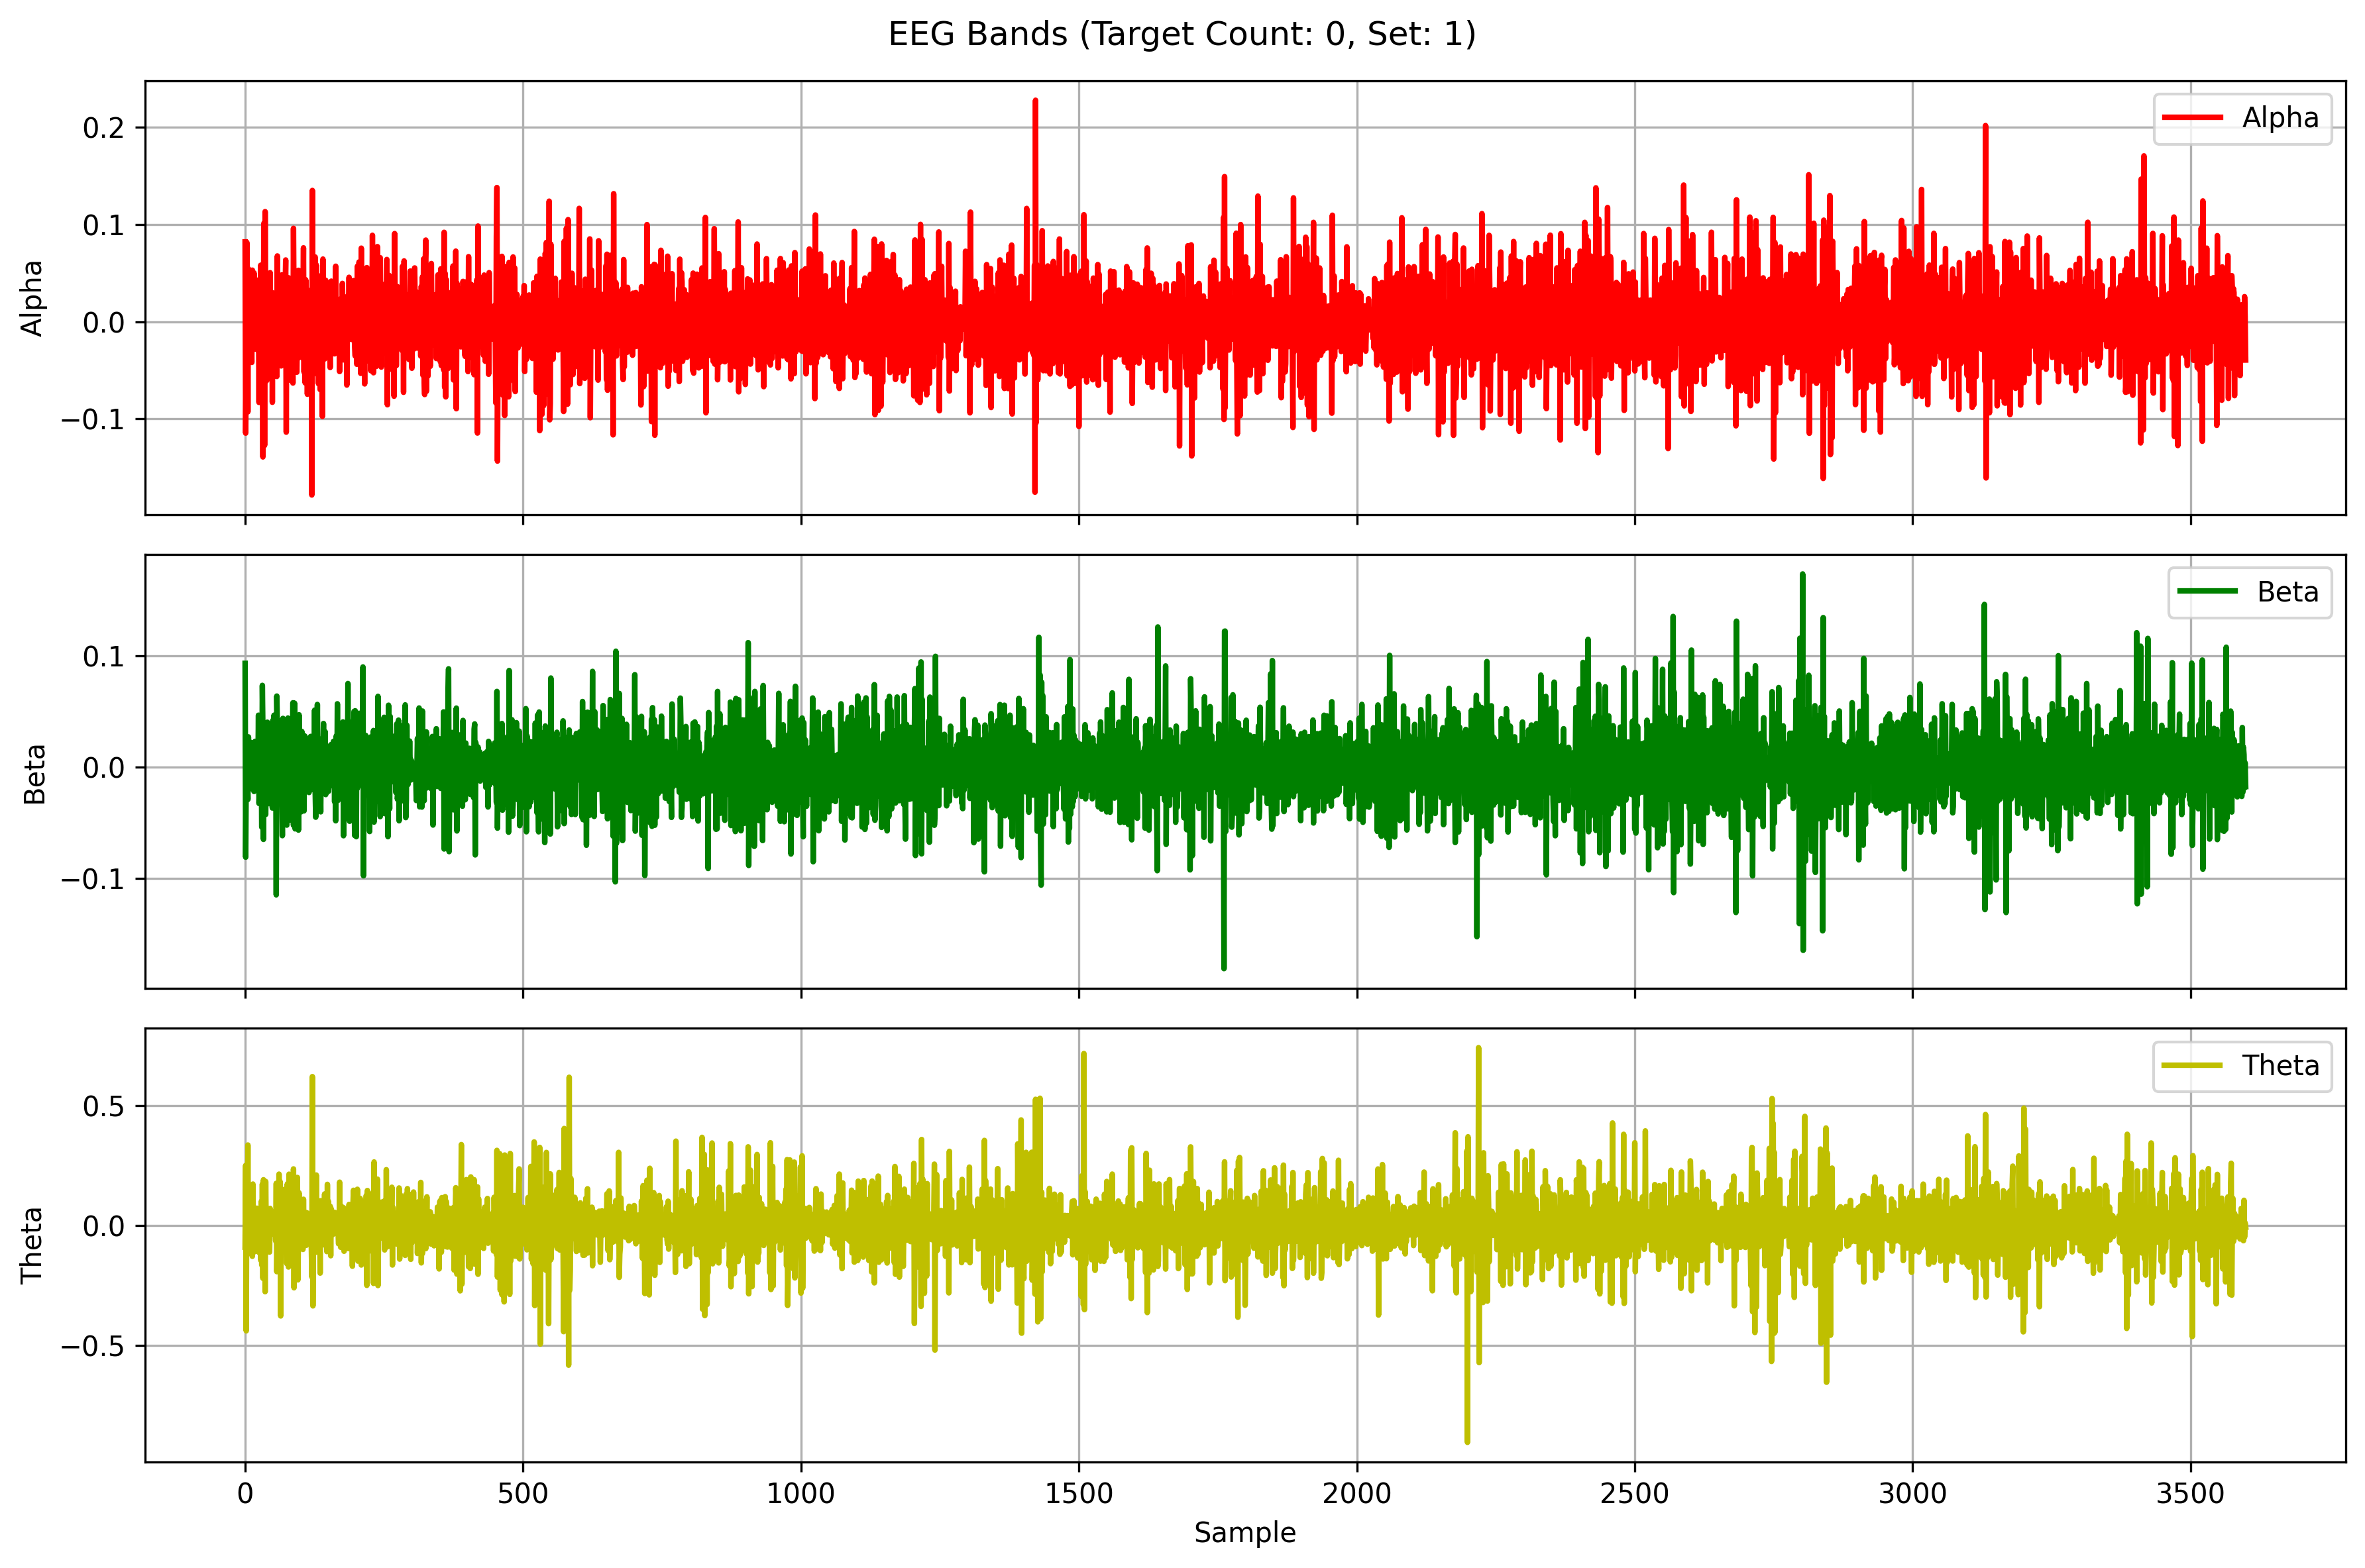 EEG Bands (Target Count: 0, Set: 1)
Alpha
0.2
0.1
0.0
−0.1
Alpha
Beta
0.1
0.0
−0.1
Beta
Theta
0.5
0.0
−0.5
Theta
0 500 1000 1500 2000 2500 3000 3500
Sample